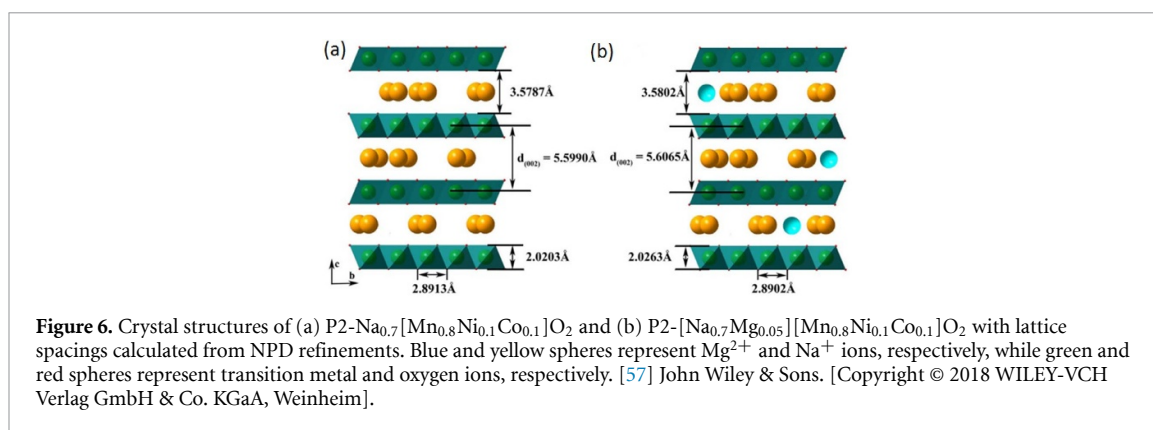 (a)
3.5787Å
d(002) = 5.5990Å
2.0203Å
2.8913Å
c
b
(b)
3.5802Å
d(002) = 5.6065Å
2.0263Å
2.8902Å
Figure 6. Crystal structures of (a) P2-Na0.7[Mn0.8Ni0.1Co0.1]O2 and (b) P2-[Na0.7Mg0.05][Mn0.8Ni0.1Co0.1]O2 with lattice
spacings calculated from NPD refinements. Blue and yellow spheres represent Mg2+ and Na+ ions, respectively, while green and
red spheres represent transition metal and oxygen ions, respectively. [57] John Wiley & Sons. [Copyright © 2018 WILEY-VCH
Verlag GmbH & Co. KGaA, Weinheim].